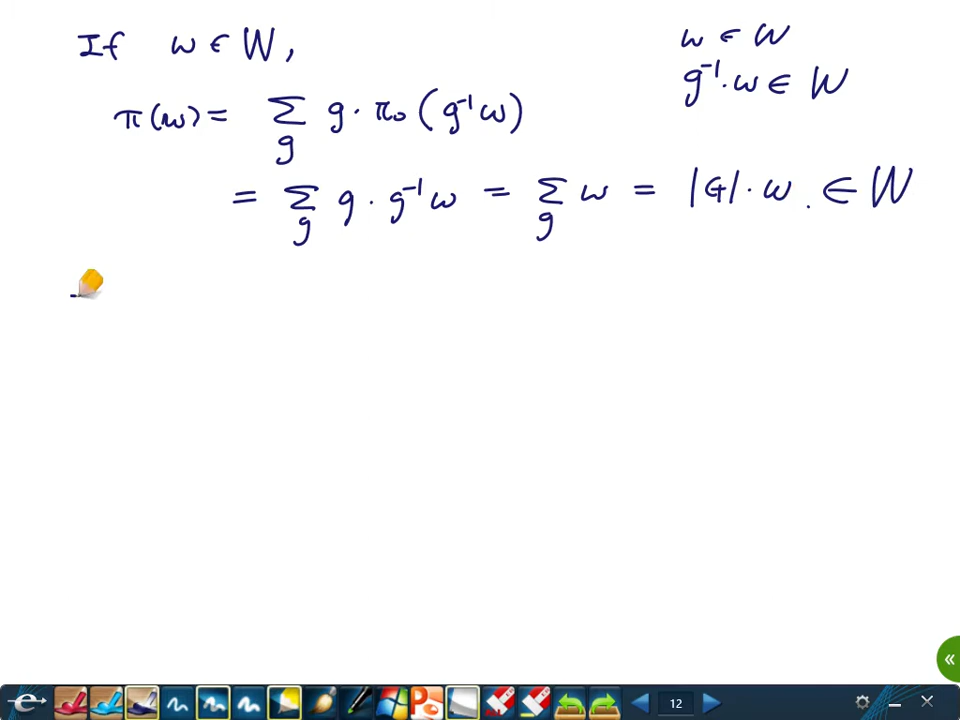 If w ∈ W,
w ∈ W
g⁻¹·w ∈ W
π(w) = Σ_g g · π₀(g⁻¹w)
= Σ_g g · g⁻¹w = Σ_g w = |G| · w . ∈ W
12
«